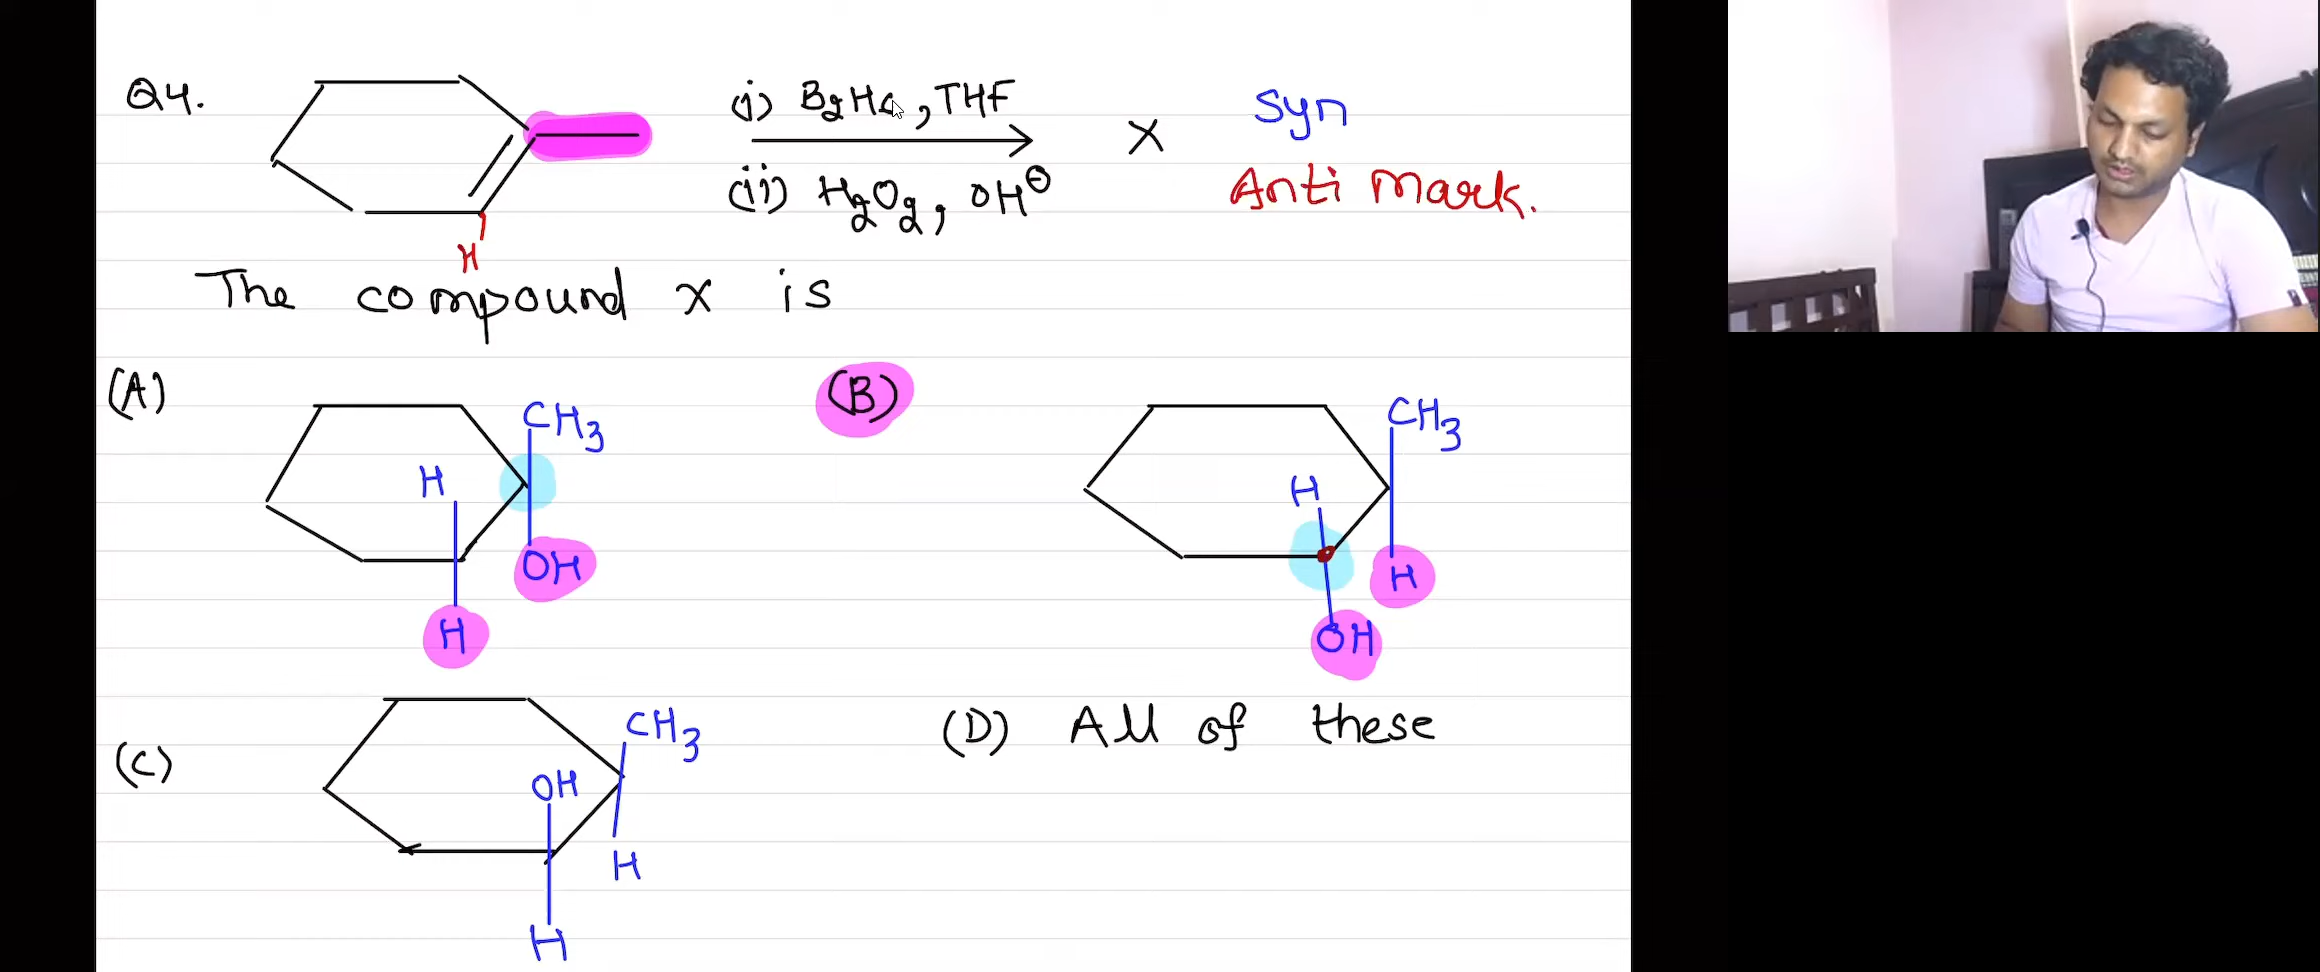 Q4.
(i) B2H6, THF
(ii) H2O2, OH⊖
X
Syn
Anti Mark.
H
The compound x is
(A)
CH3
H
OH
H
(B)
CH3
H
H
OH
(C)
CH3
OH
H
H
(D) All of these